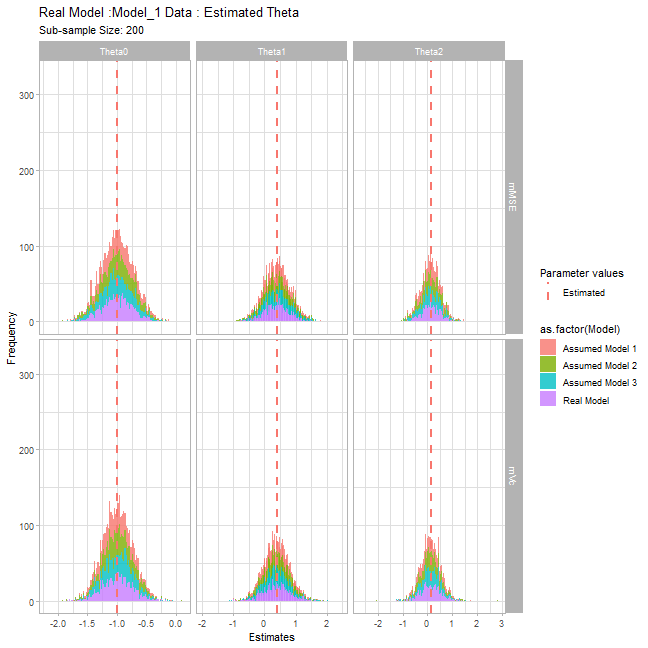 Real Model :Model_1 Data : Estimated Theta
Sub-sample Size: 200
Theta0 Theta1 Theta2
300
200
100
0
mMSE
Frequency
300
200
100
0
mVc
-2.0 -1.5 -1.0 -0.5 0.0 -2 -1 0 1 2 -2 -1 0 1 2 3
Estimates
Parameter values
Estimated
as.factor(Model)
Assumed Model 1
Assumed Model 2
Assumed Model 3
Real Model